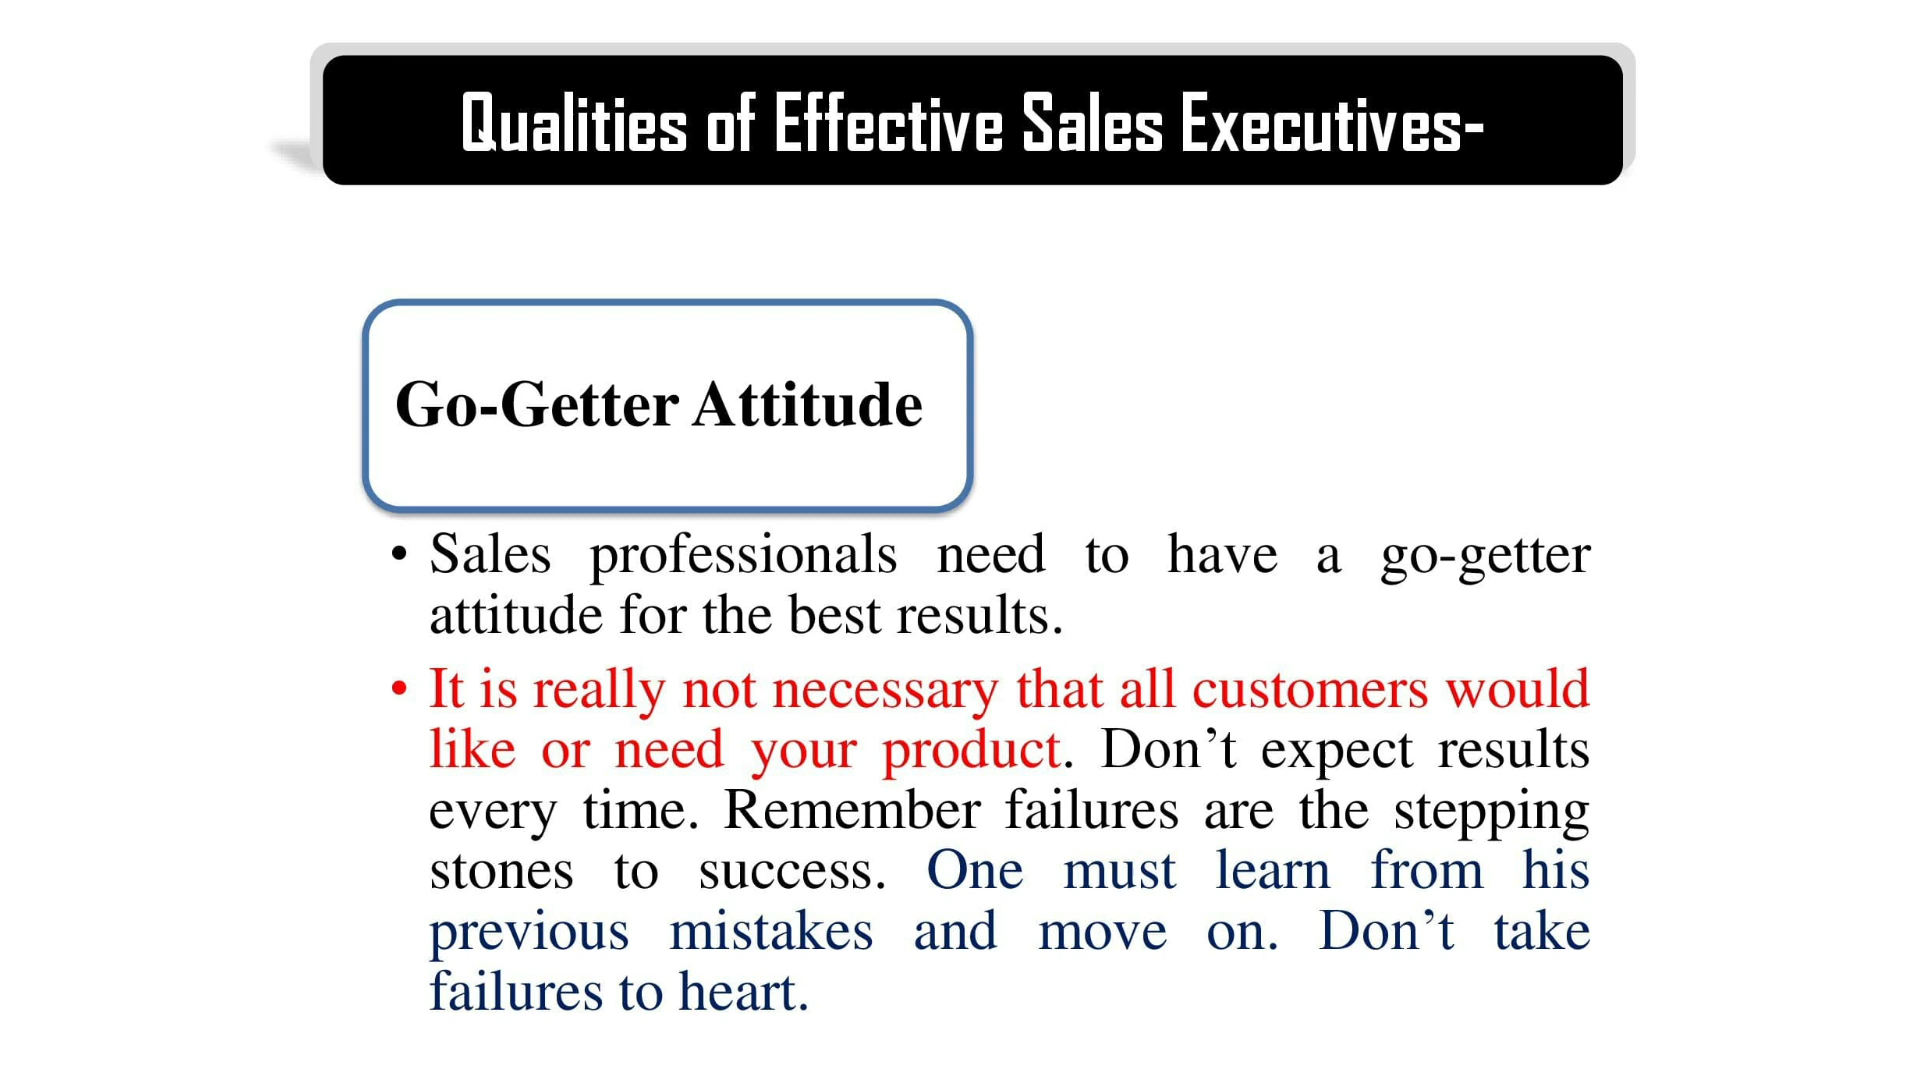 Qualities of Effective Sales Executives-
Go-Getter Attitude
• Sales professionals need to have a go-getter
attitude for the best results.
• It is really not necessary that all customers would
like or need your product. Don’t expect results
every time. Remember failures are the stepping
stones to success. One must learn from his
previous mistakes and move on. Don’t take
failures to heart.